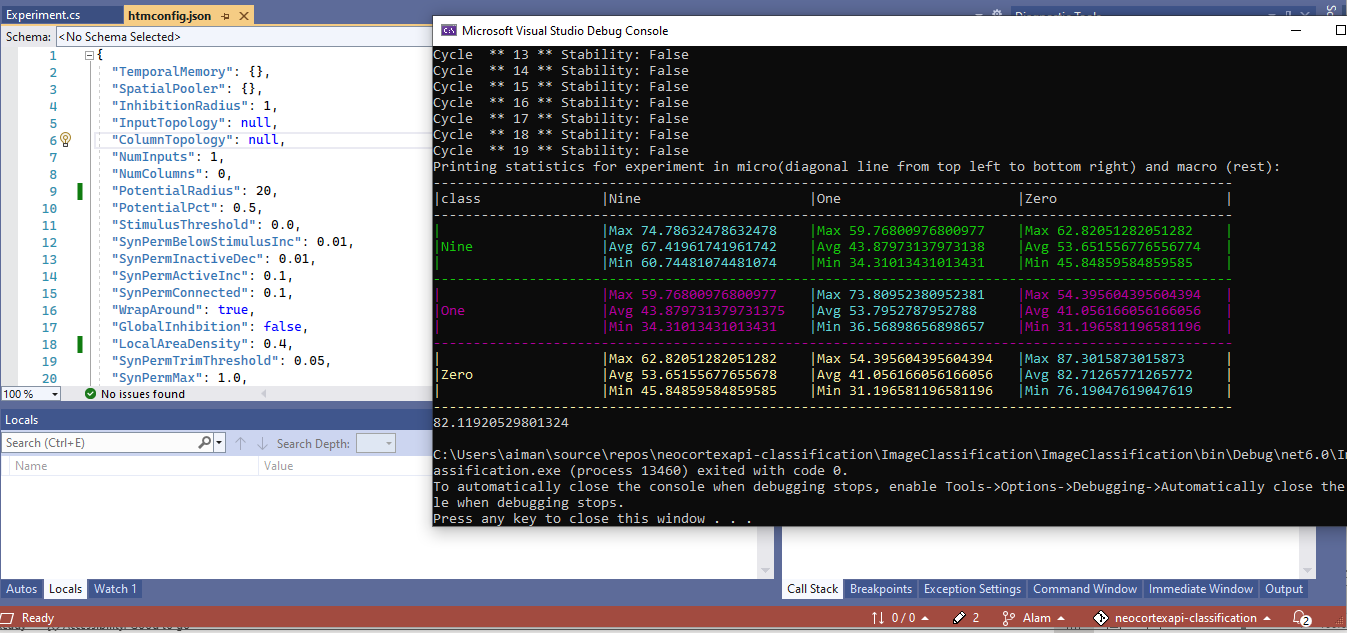 Experiment.cs
htmconfig.json
Schema: <No Schema Selected>
1 {
2 "TemporalMemory": {},
3 "SpatialPooler": {},
4 "InhibitionRadius": 1,
5 "InputTopology": null,
6 "ColumnTopology": null,
7 "NumInputs": 1,
8 "NumColumns": 0,
9 "PotentialRadius": 20,
10 "PotentialPct": 0.5,
11 "StimulusThreshold": 0.0,
12 "SynPermBelowStimulusInc": 0.01,
13 "SynPermInactiveDec": 0.01,
14 "SynPermActiveInc": 0.1,
15 "SynPermConnected": 0.1,
16 "WrapAround": true,
17 "GlobalInhibition": false,
18 "LocalAreaDensity": 0.4,
19 "SynPermTrimThreshold": 0.05,
20 "SynPermMax": 1.0,
100 % No issues found
Locals
Search (Ctrl+E) Search Depth:
Name Value
Autos Locals Watch 1
Microsoft Visual Studio Debug Console
Cycle ** 13 ** Stability: False
Cycle ** 14 ** Stability: False
Cycle ** 15 ** Stability: False
Cycle ** 16 ** Stability: False
Cycle ** 17 ** Stability: False
Cycle ** 18 ** Stability: False
Cycle ** 19 ** Stability: False
Printing statistics for experiment in micro(diagonal line from top left to bottom right) and macro (rest):
|class |Nine |One |Zero |
| |Max 74.78632478632478 |Max 59.76800976800977 |Max 62.82051282051282 |
|Nine |Avg 67.41961741961742 |Avg 43.87973137973138 |Avg 53.651556776556774 |
| |Min 60.74481074481074 |Min 34.31013431013431 |Min 45.84859584859585 |
| |Max 59.76800976800977 |Max 73.80952380952381 |Max 54.395604395604394 |
|One |Avg 43.879731379731375 |Avg 53.7952787952788 |Avg 41.056166056166056 |
| |Min 34.31013431013431 |Min 36.56898656898657 |Min 31.196581196581196 |
| |Max 62.82051282051282 |Max 54.395604395604394 |Max 87.3015873015873 |
|Zero |Avg 53.65155677655678 |Avg 41.056166056166056 |Avg 82.71265771265772 |
| |Min 45.84859584859585 |Min 31.196581196581196 |Min 76.19047619047619 |
82.11920529801324
C:\Users\aiman\source\repos\neocortexapi-classification\ImageClassification\ImageClassification\bin\Debug\net6.0\Im
assification.exe (process 13460) exited with code 0.
To automatically close the console when debugging stops, enable Tools->Options->Debugging->Automatically close the
le when debugging stops.
Press any key to close this window . . .
Call Stack Breakpoints Exception Settings Command Window Immediate Window Output
Ready 0 / 0 2 Alam neocortexapi-classification 2